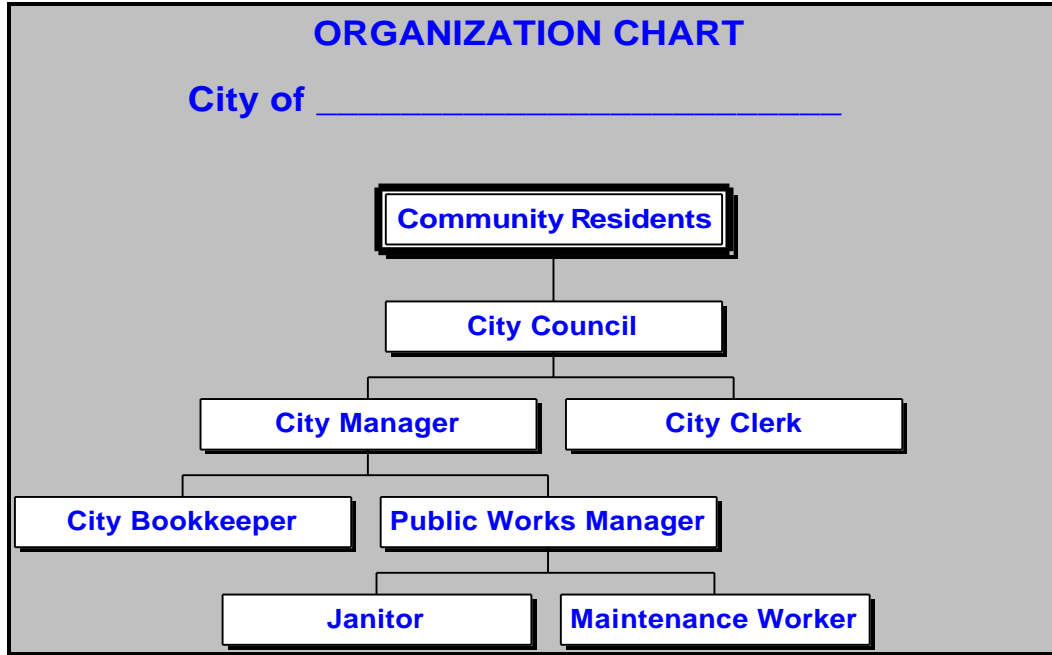 ORGANIZATION CHART
City of _________________________
Community Residents
City Council
City Manager
City Clerk
City Bookkeeper
Public Works Manager
Janitor
Maintenance Worker